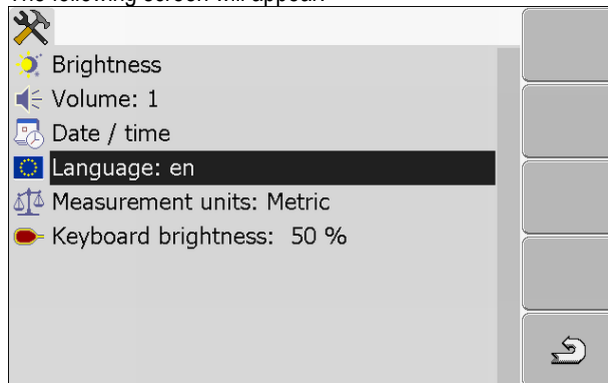 The following screen will appear:
Brightness
Volume: 1
Date / time
Language: en
Measurement units: Metric
Keyboard brightness: 50 %